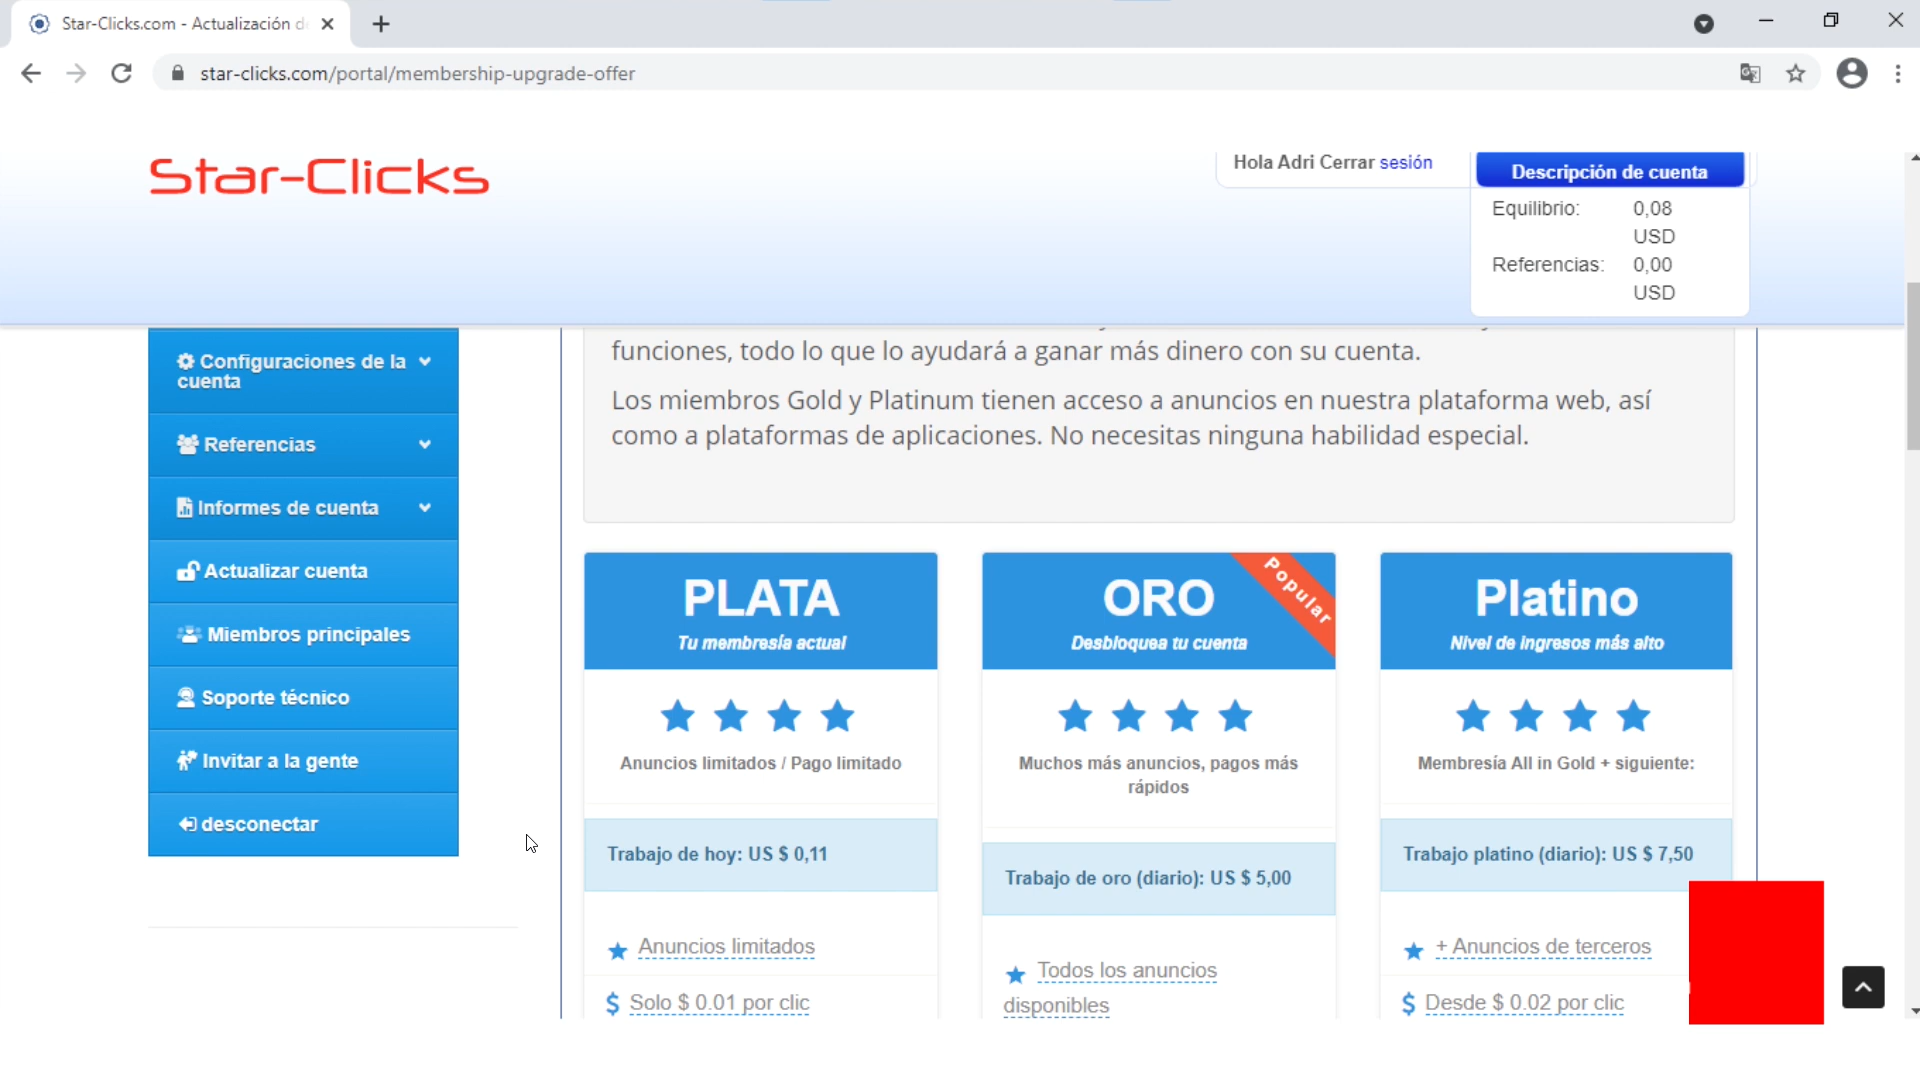 Star-Clicks.com - Actualización d
star-clicks.com/portal/membership-upgrade-offer
Star-Clicks
Hola Adri Cerrar sesión
Descripción de cuenta
Equilibrio: 0,08
USD
Referencias: 0,00
USD
Configuraciones de la
cuenta
Referencias
Informes de cuenta
Actualizar cuenta
Miembros principales
Soporte técnico
Invitar a la gente
desconectar
funciones, todo lo que lo ayudará a ganar más dinero con su cuenta.
Los miembros Gold y Platinum tienen acceso a anuncios en nuestra plataforma web, así
como a plataformas de aplicaciones. No necesitas ninguna habilidad especial.
PLATA
Tu membresía actual
Anuncios limitados / Pago limitado
Trabajo de hoy: US $ 0,11
Anuncios limitados
Solo $ 0.01 por clic
ORO
Popular
Desbloquea tu cuenta
Muchos más anuncios, pagos más
rápidos
Trabajo de oro (diario): US $ 5,00
Todos los anuncios
disponibles
Platino
Nivel de ingresos más alto
Membresía All in Gold + siguiente:
Trabajo platino (diario): US $ 7,50
+ Anuncios de terceros
Desde $ 0.02 por clic